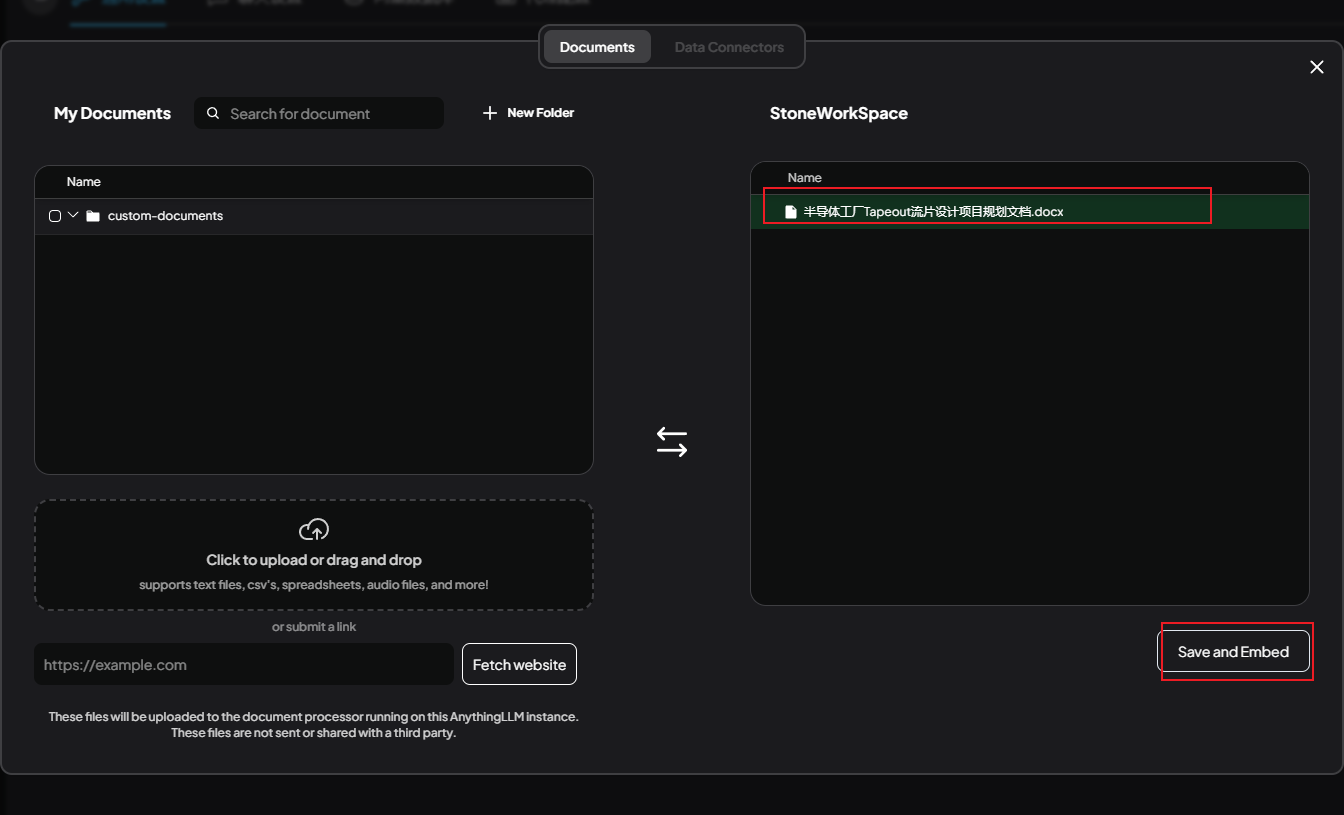 Documents
Data Connectors
My Documents
Search for document
New Folder
StoneWorkSpace
Name
custom-documents
Name
半导体工厂Tapeout流片设计项目规划文档.docx
Click to upload or drag and drop
supports text files, csv's, spreadsheets, audio files, and more!
or submit a link
https://example.com
Fetch website
Save and Embed
These files will be uploaded to the document processor running on this AnythingLLM instance.
These files are not sent or shared with a third party.